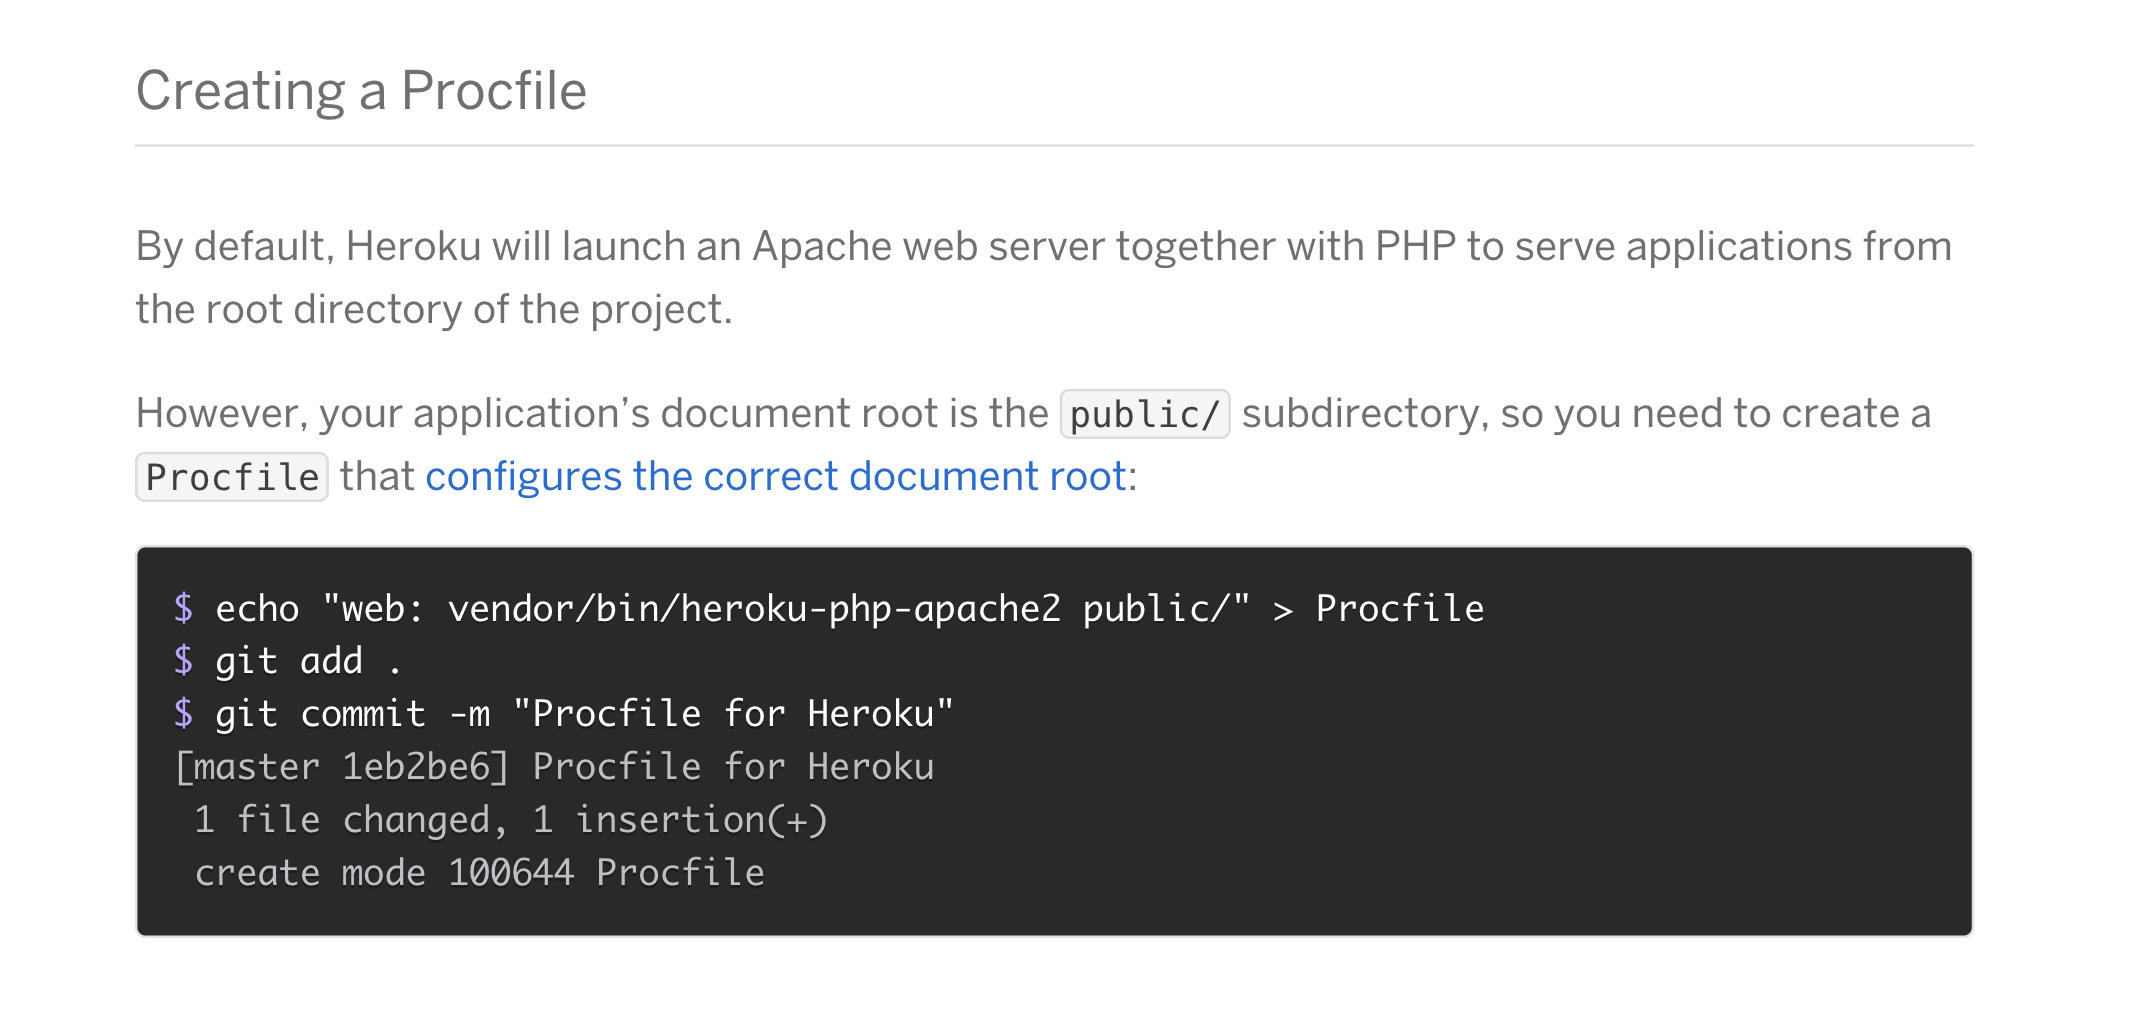 Creating a Procfile
By default, Heroku will launch an Apache web server together with PHP to serve applications from
the root directory of the project.
However, your application’s document root is the public/ subdirectory, so you need to create a
Procfile that configures the correct document root:
$ echo "web: vendor/bin/heroku-php-apache2 public/" > Procfile
$ git add .
$ git commit -m "Procfile for Heroku"
[master 1eb2be6] Procfile for Heroku
 1 file changed, 1 insertion(+)
 create mode 100644 Procfile